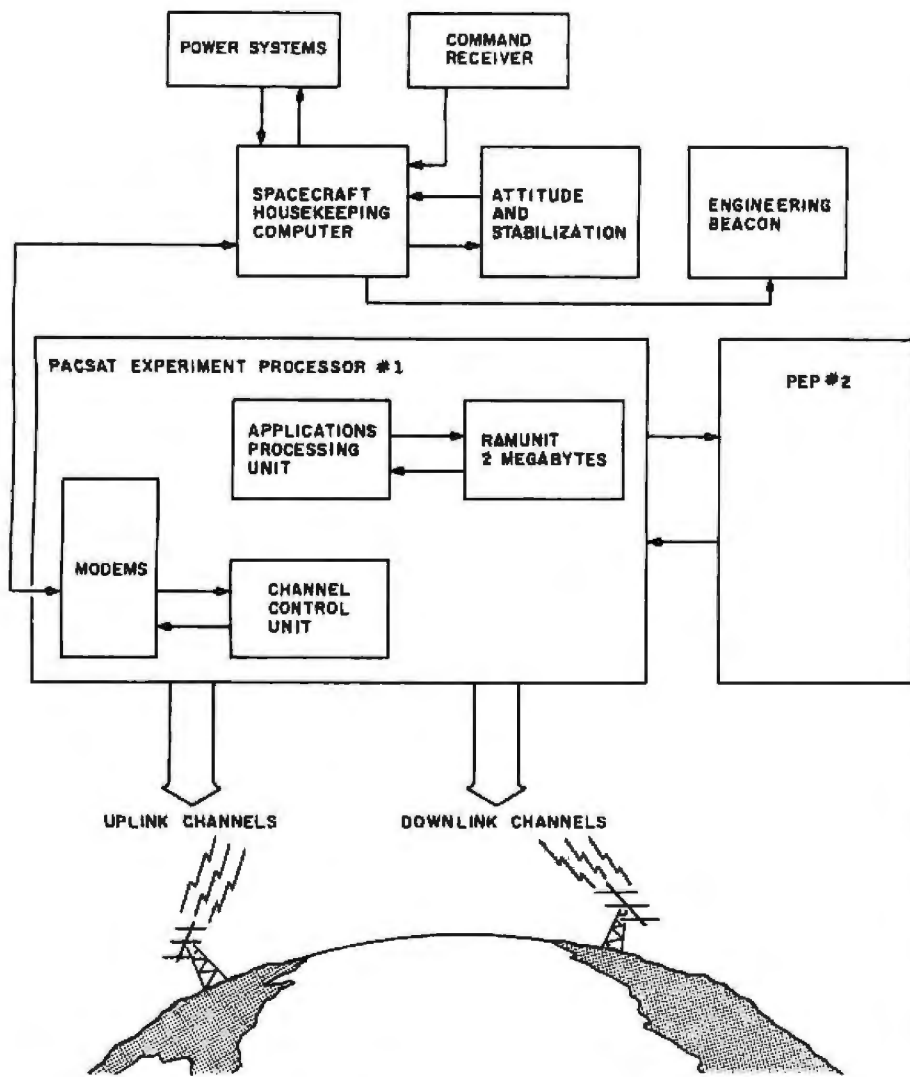 POWER SYSTEMS
COMMAND
RECEIVER
SPACECRAFT
HOUSEKEEPING
COMPUTER
ATTITUDE
AND
STABILIZATION
ENGINEERING
BEACON
PACSAT EXPERIMENT PROCESSOR #1
PEP #2
APPLICATIONS
PROCESSING
UNIT
RAMUNIT
2 MEGABYTES
MODEMS
CHANNEL
CONTROL
UNIT
UPLINK CHANNELS
DOWNLINK CHANNELS